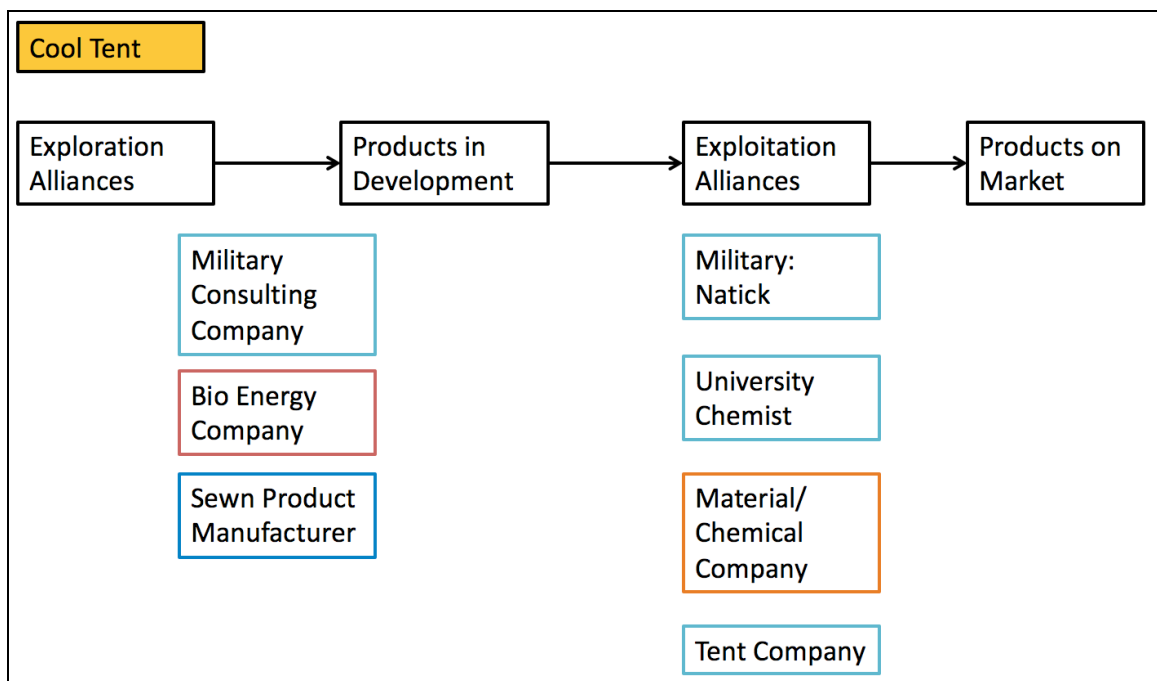 Cool Tent
Exploration
Alliances
Products in
Development
Exploitation
Alliances
Products on
Market
Military
Consulting
Company
Bio Energy
Company
Sewn Product
Manufacturer
Military:
Natick
University
Chemist
Material/
Chemical
Company
Tent Company